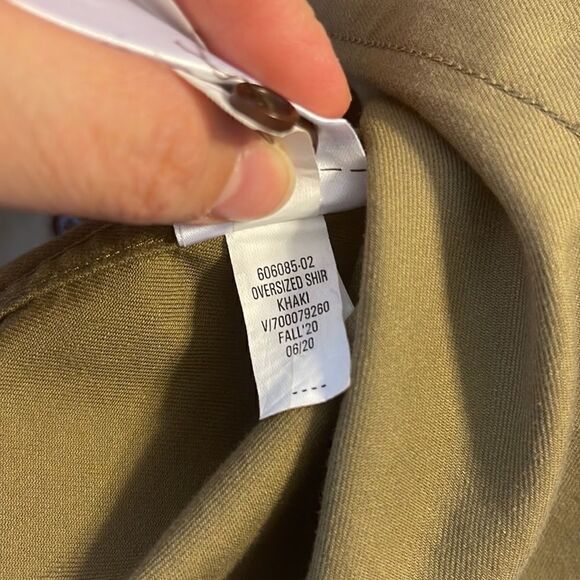 606085-02
OVERSIZED SHIR
KHAKI
V/700079260
FALL'20
06/20